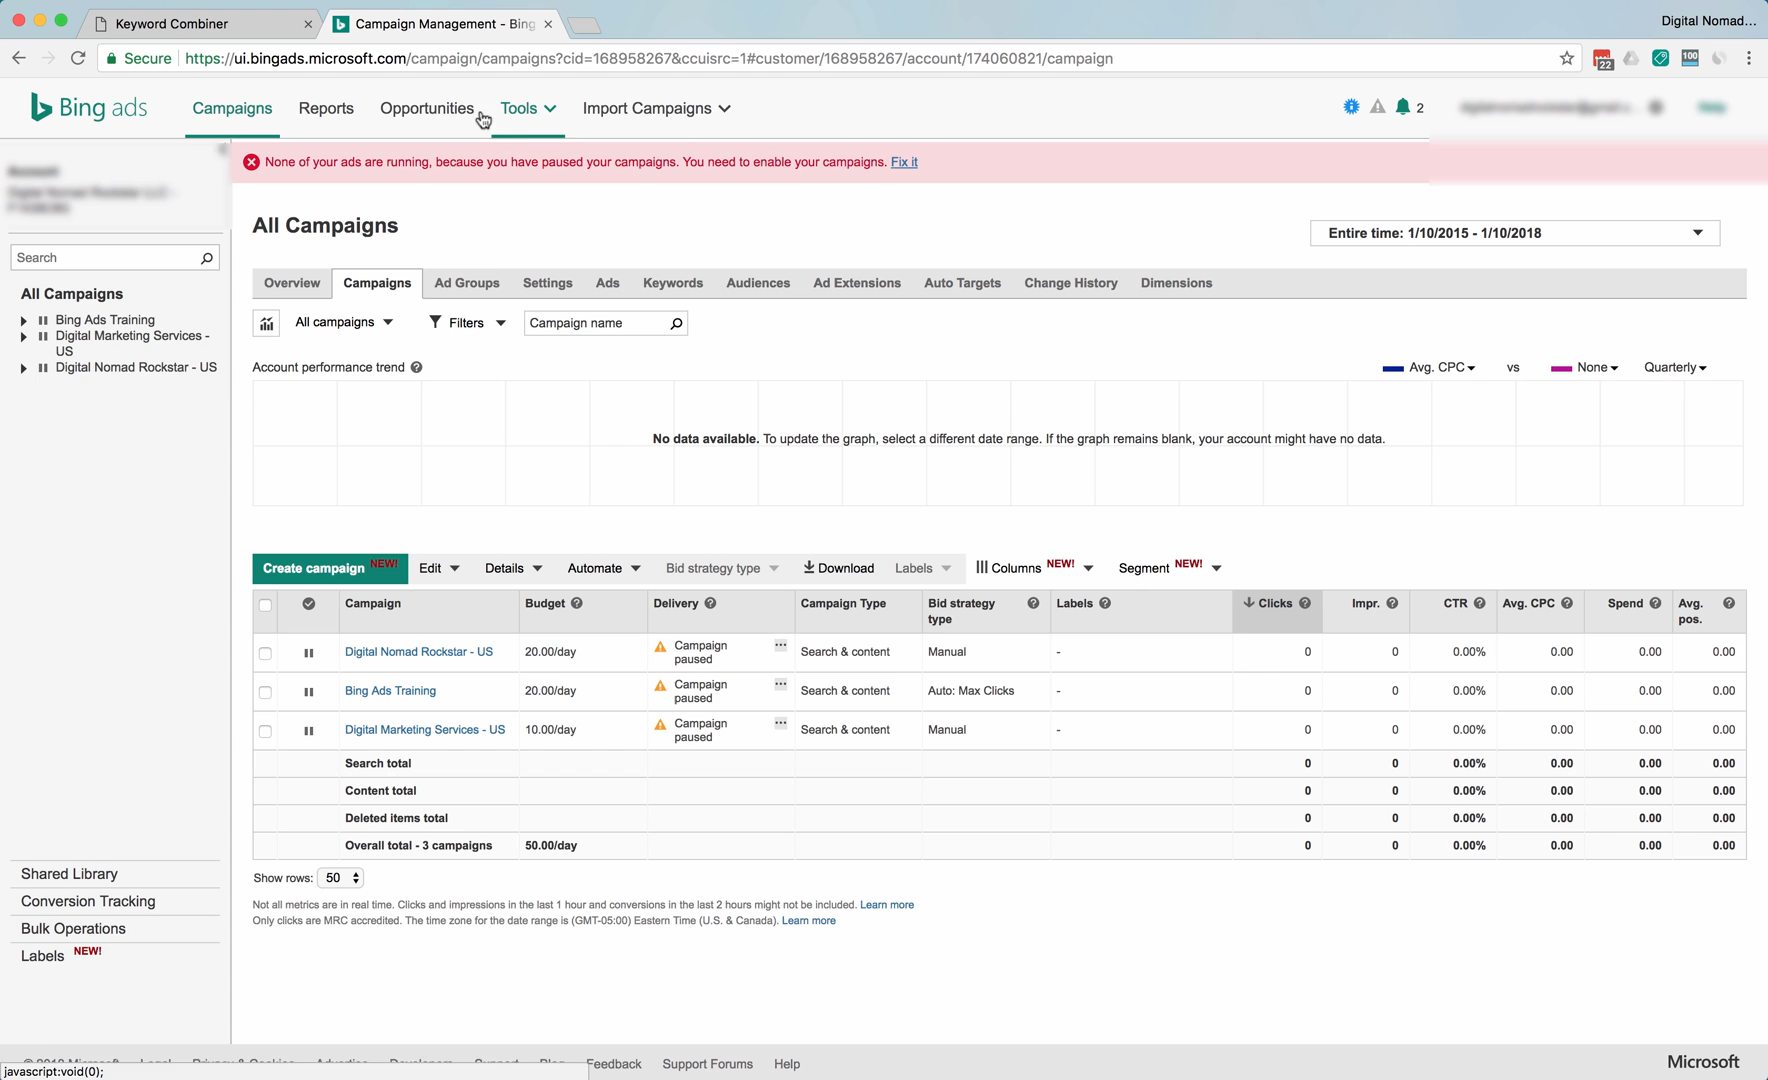 Keyword Combiner
Campaign Management - Bing
Digital Nomad...
Secure
https://ui.bingads.microsoft.com/campaign/campaigns?cid=168958267&ccuisrc=1#customer/168958267/account/174060821/campaign
22
100
Bing ads
Campaigns
Reports
Opportunities
Tools
Import Campaigns
2
Help
None of your ads are running, because you have paused your campaigns. You need to enable your campaigns. Fix it
Account
Digital Nomad Rockstar LLC -
All Campaigns
Entire time: 1/10/2015 - 1/10/2018
Search
All Campaigns
Bing Ads Training
Digital Marketing Services -
US
Digital Nomad Rockstar - US
Overview
Campaigns
Ad Groups
Settings
Ads
Keywords
Audiences
Ad Extensions
Auto Targets
Change History
Dimensions
All campaigns
Filters
Campaign name
Account performance trend
Avg. CPC
vs
None
Quarterly
No data available. To update the graph, select a different date range. If the graph remains blank, your account might have no data.
Create campaign NEW!
Edit
Details
Automate
Bid strategy type
Download
Labels
Columns NEW!
Segment NEW!
Campaign
Budget
Delivery
Campaign Type
Bid strategy
type
Labels
Clicks
Impr.
CTR
Avg. CPC
Spend
Avg.
pos.
Digital Nomad Rockstar - US 20.00/day Campaign
paused
... Search & content Manual - 0 0 0.00% 0.00 0.00 0.00
Bing Ads Training 20.00/day Campaign
paused
... Search & content Auto: Max Clicks - 0 0 0.00% 0.00 0.00 0.00
Digital Marketing Services - US 10.00/day Campaign
paused
... Search & content Manual - 0 0 0.00% 0.00 0.00 0.00
Search total 0 0 0.00% 0.00 0.00 0.00
Content total 0 0 0.00% 0.00 0.00 0.00
Deleted items total 0 0 0.00% 0.00 0.00 0.00
Overall total - 3 campaigns 50.00/day 0 0 0.00% 0.00 0.00 0.00
Show rows: 50
Not all metrics are in real time. Clicks and impressions in the last 1 hour and conversions in the last 2 hours might not be included. Learn more
Only clicks are MRC accredited. The time zone for the date range is (GMT-05:00) Eastern Time (U.S. & Canada). Learn more
Shared Library
Conversion Tracking
Bulk Operations
Labels NEW!
Feedback
Support Forums
Help
Microsoft
javascript:void(0);